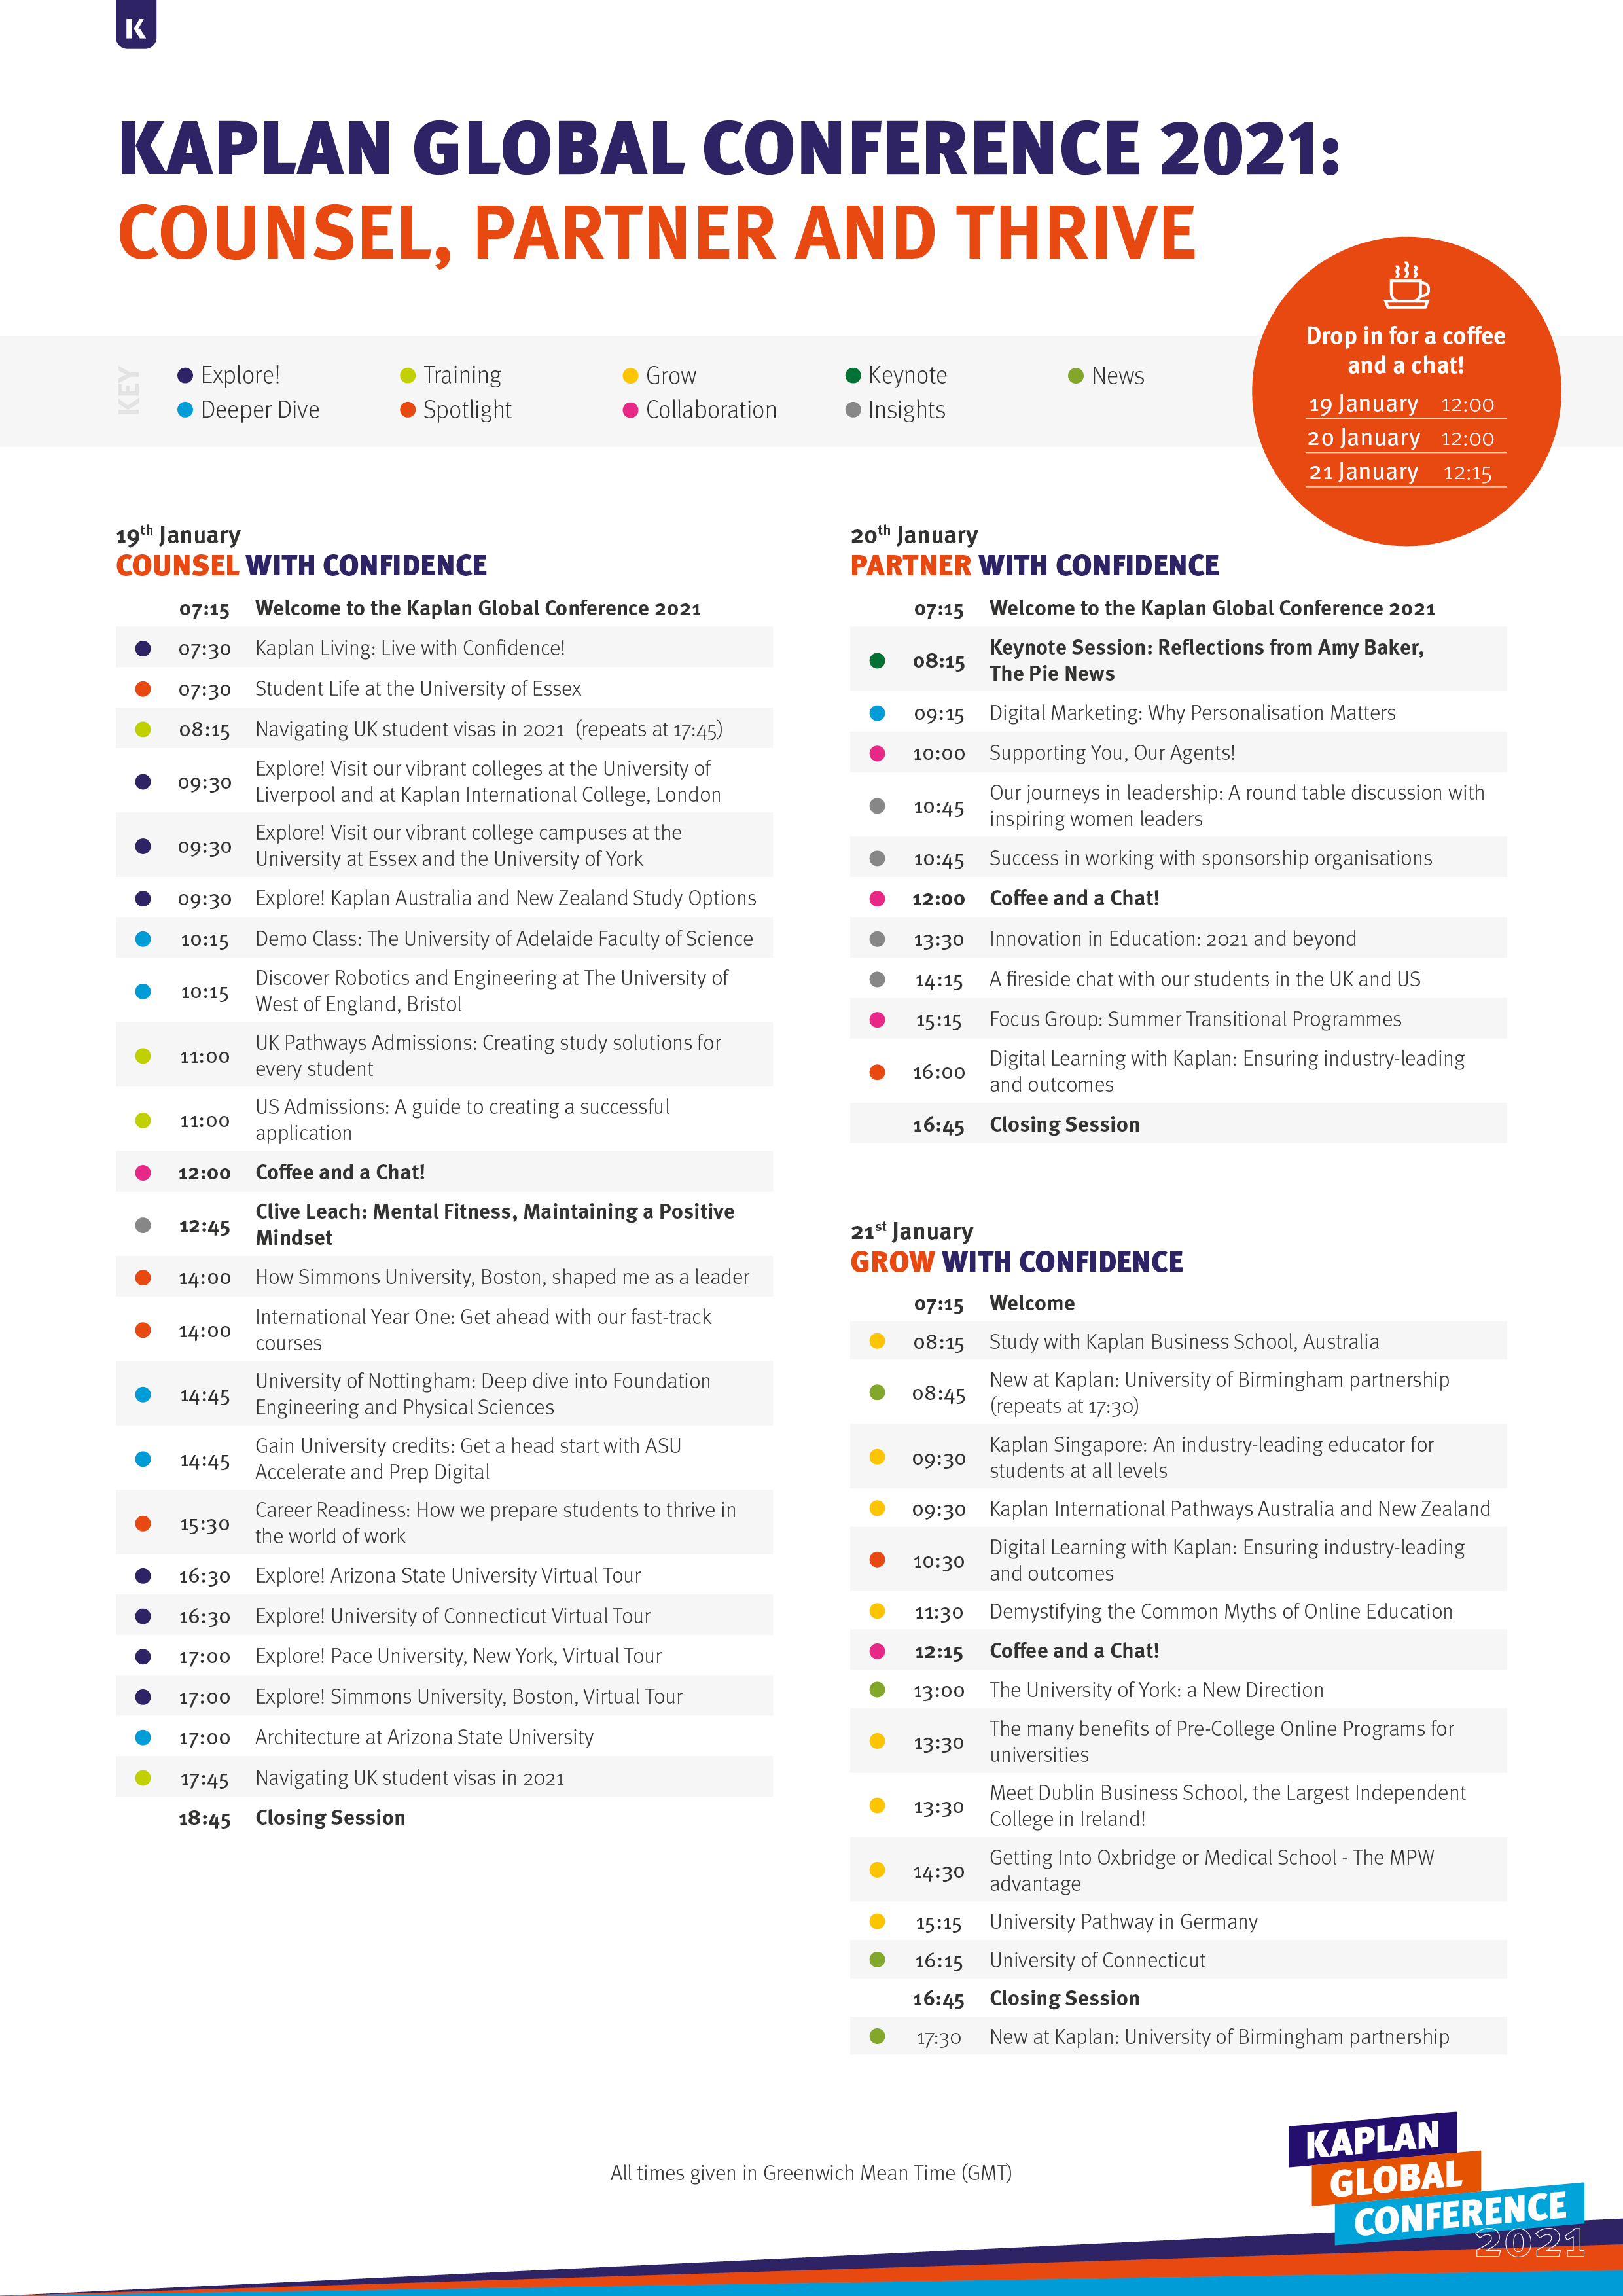 K
KAPLAN GLOBAL CONFERENCE 2021:
COUNSEL, PARTNER AND THRIVE
Drop in for a coffee
and a chat!
19 January 12:00
20 January 12:00
21 January 12:15
KEY
Explore! Training Grow Keynote News
Deeper Dive Spotlight Collaboration Insights
19th January
COUNSEL WITH CONFIDENCE
07:15 Welcome to the Kaplan Global Conference 2021
07:30 Kaplan Living: Live with Confidence!
07:30 Student Life at the University of Essex
08:15 Navigating UK student visas in 2021 (repeats at 17:45)
09:30 Explore! Visit our vibrant colleges at the University of
Liverpool and at Kaplan International College, London
09:30 Explore! Visit our vibrant college campuses at the
University at Essex and the University of York
09:30 Explore! Kaplan Australia and New Zealand Study Options
10:15 Demo Class: The University of Adelaide Faculty of Science
10:15 Discover Robotics and Engineering at The University of
West of England, Bristol
11:00 UK Pathways Admissions: Creating study solutions for
every student
11:00 US Admissions: A guide to creating a successful
application
12:00 Coffee and a Chat!
12:45 Clive Leach: Mental Fitness, Maintaining a Positive
Mindset
14:00 How Simmons University, Boston, shaped me as a leader
14:00 International Year One: Get ahead with our fast-track
courses
14:45 University of Nottingham: Deep dive into Foundation
Engineering and Physical Sciences
14:45 Gain University credits: Get a head start with ASU
Accelerate and Prep Digital
15:30 Career Readiness: How we prepare students to thrive in
the world of work
16:30 Explore! Arizona State University Virtual Tour
16:30 Explore! University of Connecticut Virtual Tour
17:00 Explore! Pace University, New York, Virtual Tour
17:00 Explore! Simmons University, Boston, Virtual Tour
17:00 Architecture at Arizona State University
17:45 Navigating UK student visas in 2021
18:45 Closing Session
20th January
PARTNER WITH CONFIDENCE
07:15 Welcome to the Kaplan Global Conference 2021
08:15 Keynote Session: Reflections from Amy Baker,
The Pie News
09:15 Digital Marketing: Why Personalisation Matters
10:00 Supporting You, Our Agents!
10:45 Our journeys in leadership: A round table discussion with
inspiring women leaders
10:45 Success in working with sponsorship organisations
12:00 Coffee and a Chat!
13:30 Innovation in Education: 2021 and beyond
14:15 A fireside chat with our students in the UK and US
15:15 Focus Group: Summer Transitional Programmes
16:00 Digital Learning with Kaplan: Ensuring industry-leading
and outcomes
16:45 Closing Session
21st January
GROW WITH CONFIDENCE
07:15 Welcome
08:15 Study with Kaplan Business School, Australia
08:45 New at Kaplan: University of Birmingham partnership
(repeats at 17:30)
09:30 Kaplan Singapore: An industry-leading educator for
students at all levels
09:30 Kaplan International Pathways Australia and New Zealand
10:30 Digital Learning with Kaplan: Ensuring industry-leading
and outcomes
11:30 Demystifying the Common Myths of Online Education
12:15 Coffee and a Chat!
13:00 The University of York: a New Direction
13:30 The many benefits of Pre-College Online Programs for
universities
13:30 Meet Dublin Business School, the Largest Independent
College in Ireland!
14:30 Getting Into Oxbridge or Medical School - The MPW
advantage
15:15 University Pathway in Germany
16:15 University of Connecticut
16:45 Closing Session
17:30 New at Kaplan: University of Birmingham partnership
All times given in Greenwich Mean Time (GMT)
KAPLAN
GLOBAL
CONFERENCE
2021